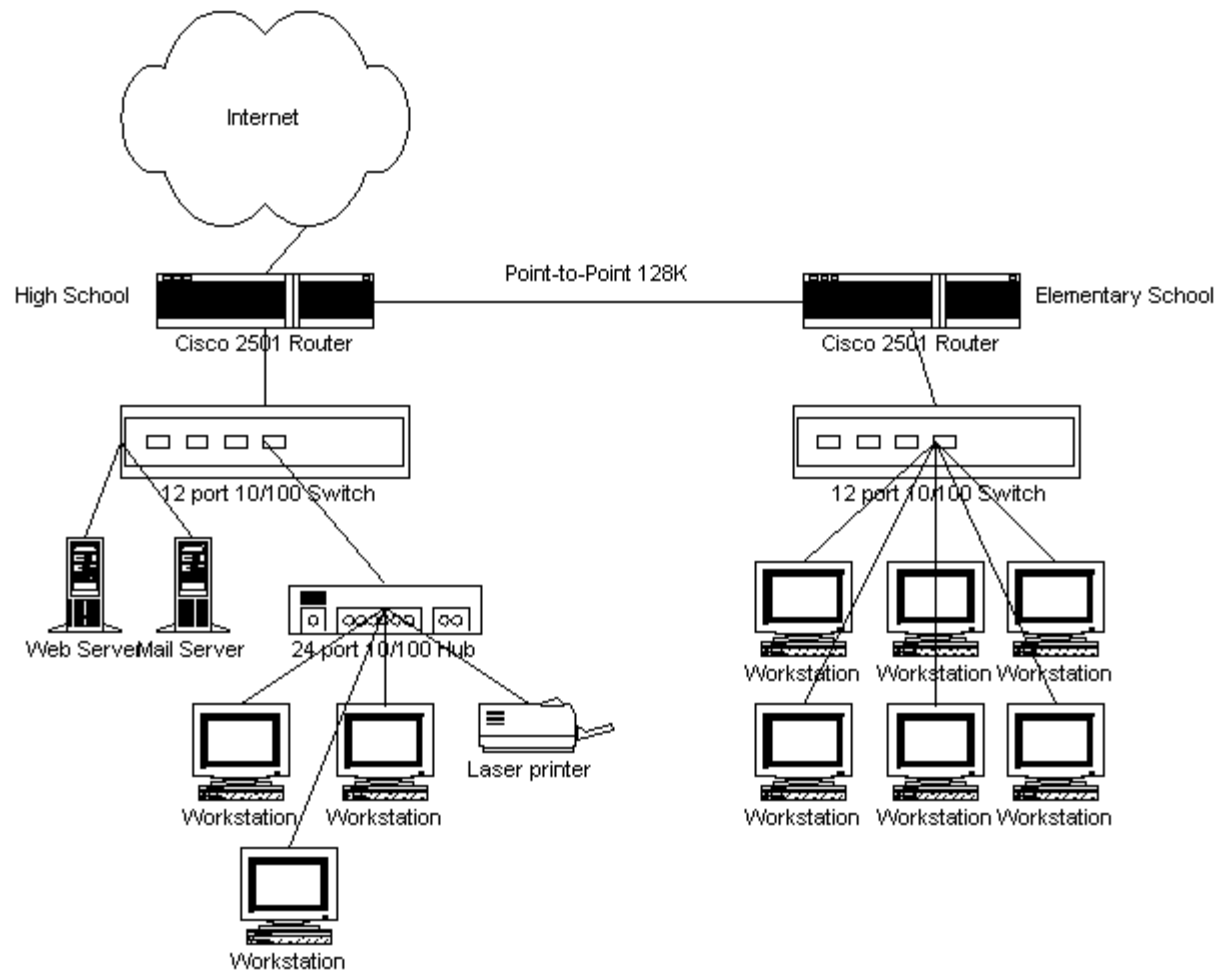 Internet
Point-to-Point 128K
High School
Elementary School
Cisco 2501 Router
Cisco 2501 Router
12 port 10/100 Switch
12 port 10/100 Switch
Web Server
Mail Server
24 port 10/100 Hub
Workstation
Workstation
Workstation
Laser printer
Workstation
Workstation
Workstation
Workstation
Workstation
Workstation